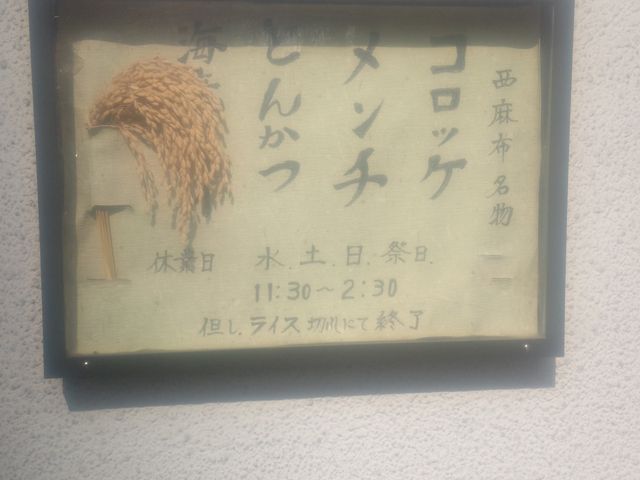 西麻布名物
コロッケ
メンチ
とんかつ
海
休業日 水.土.日.祭日.
11:30～2:30
但し.ライス切れにて終了